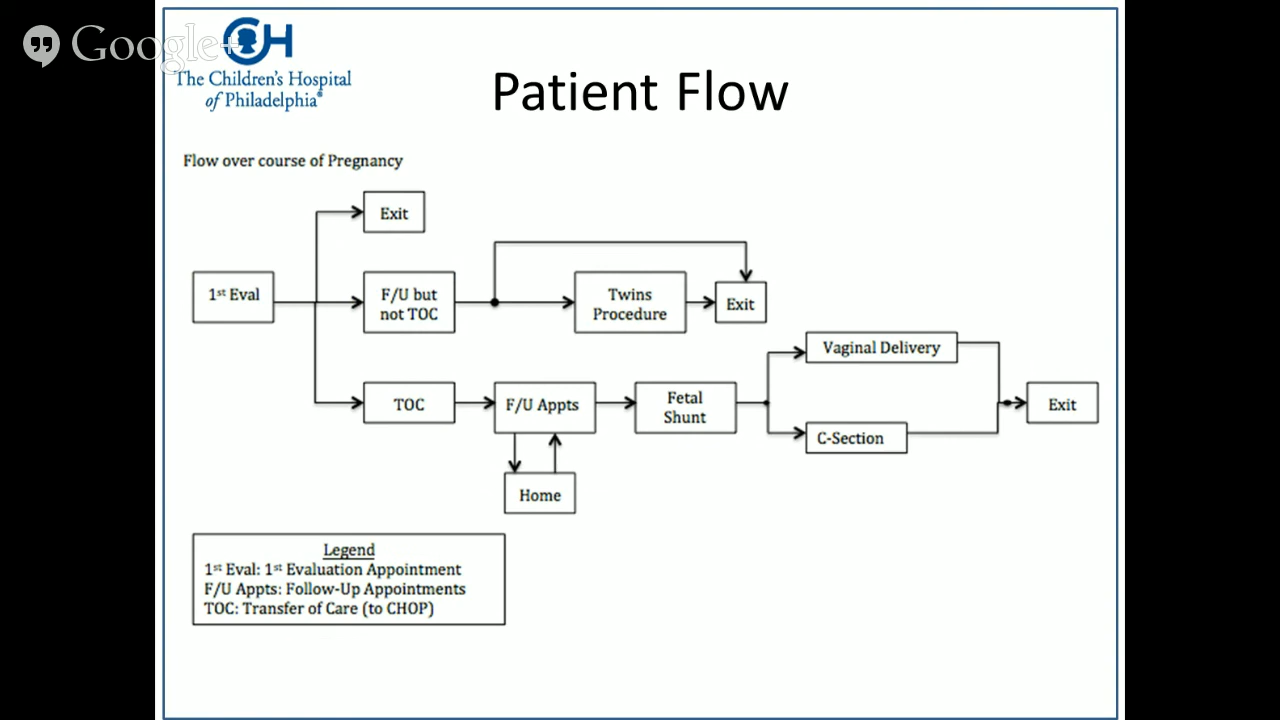 Google+
CH
The Children's Hospital
of Philadelphia®
Patient Flow
Flow over course of Pregnancy
Exit
1st Eval
F/U but
not TOC
Twins
Procedure
Exit
Vaginal Delivery
TOC
F/U Appts
Fetal
Shunt
Exit
C-Section
Home
Legend
1st Eval: 1st Evaluation Appointment
F/U Appts: Follow-Up Appointments
TOC: Transfer of Care (to CHOP)